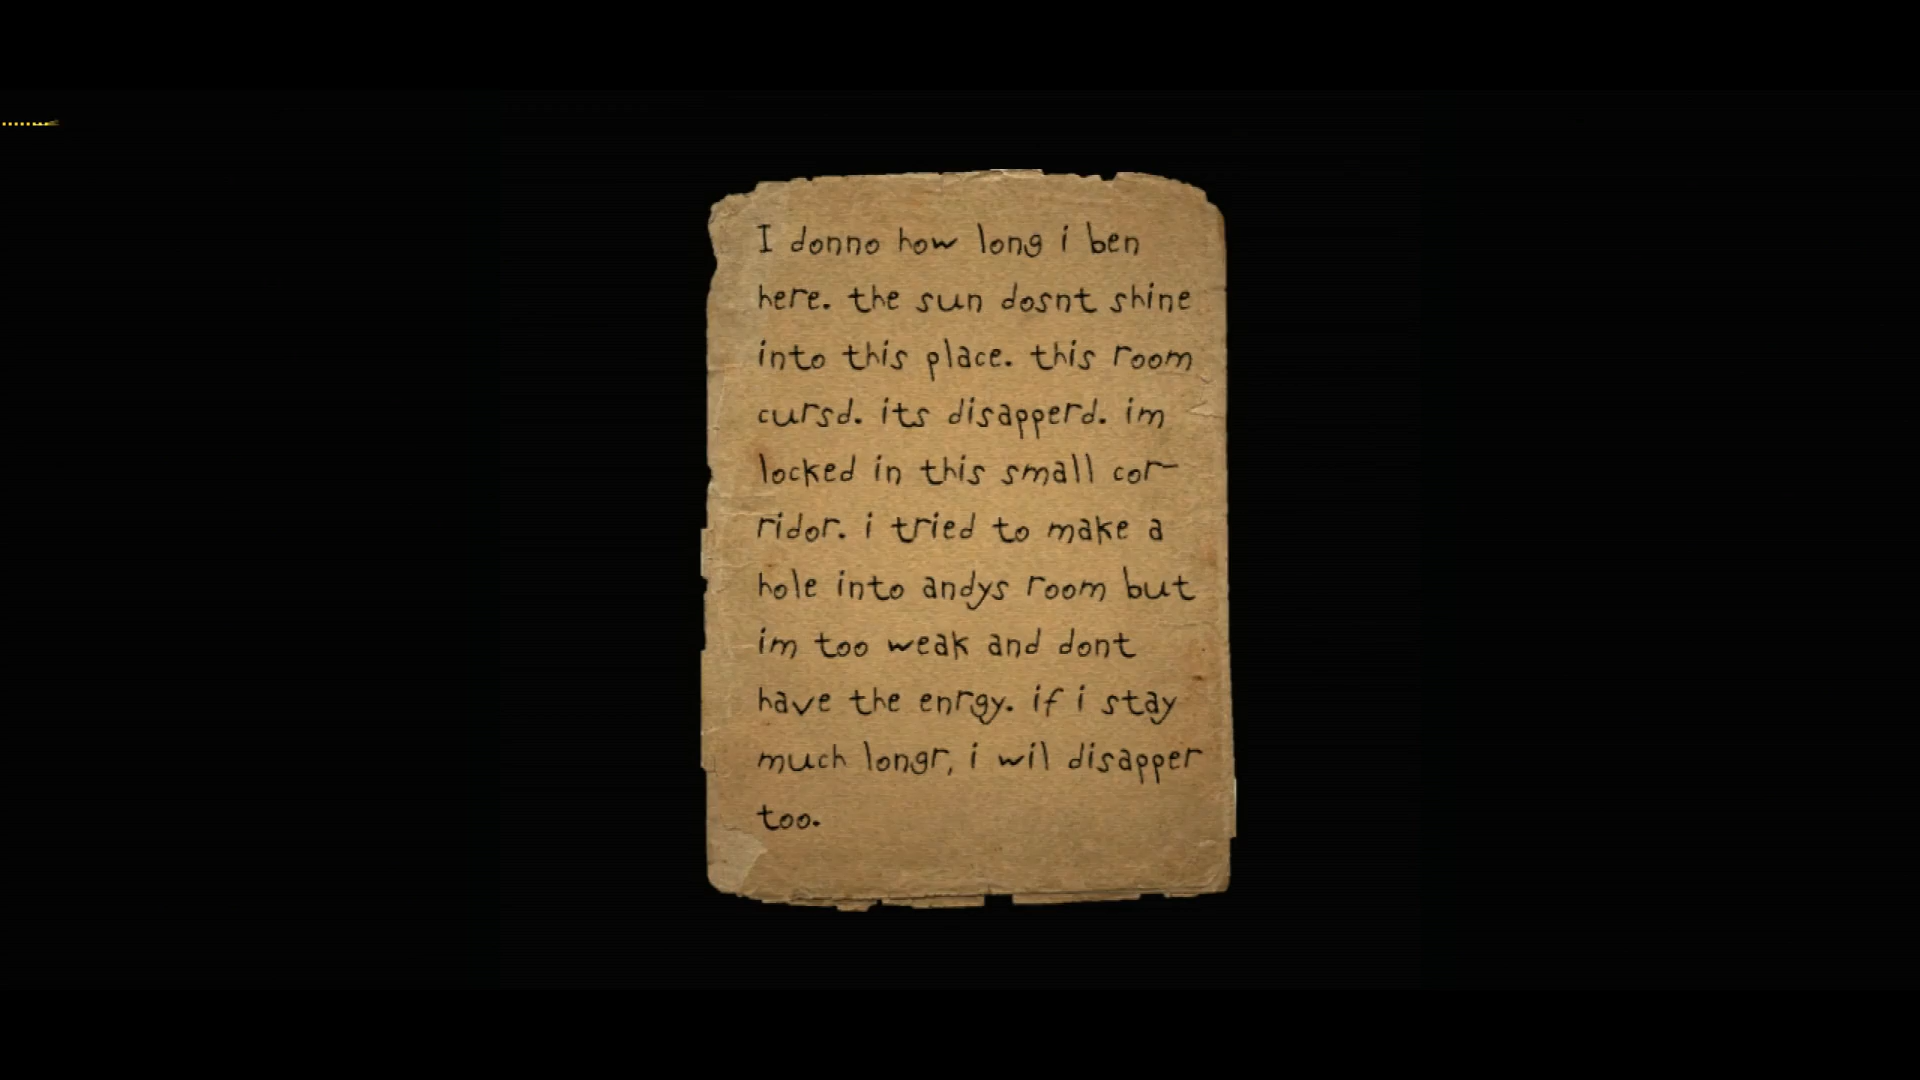 I donno how long i ben
here. the sun dosnt shine
into this place. this room
cursd. its disapperd. im
locked in this small cor-
ridor. i tried to make a
hole into andys room but
im too weak and dont
have the enrgy. if i stay
much longr, i wil disapper
too.